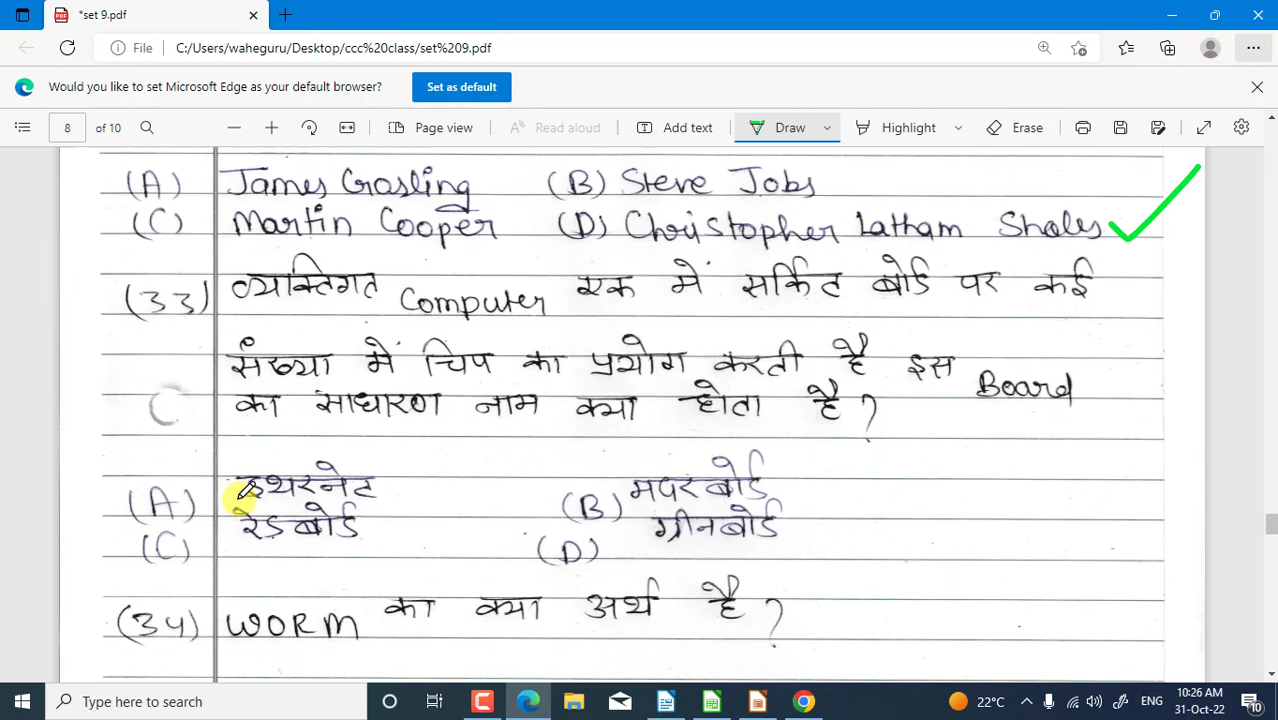 *set 9.pdf
File C:/Users/waheguru/Desktop/ccc%20class/set%209.pdf
Would you like to set Microsoft Edge as your default browser? Set as default
8 of 10 Page view Read aloud Add text Draw Highlight Erase
(A) James Grasling (B) Steve Jobs
(C) Martin Cooper (D) Christopher Latham Sholes
(33) व्यक्तिगत Computer एक में सर्किट बोर्ड पर कई
संख्या में चिप का प्रयोग करती है इस Board
का साधारण नाम क्या होता है?
(A) इथरनेट (B) मदरबोर्ड
(C) रेडबोर्ड (D) ग्रीनबोर्ड
(34) WORM का क्या अर्थ है?
Type here to search 22°C ENG 10:26 AM
31-Oct-22 10